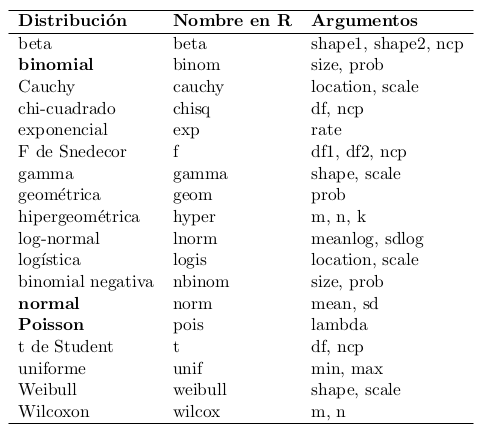 Distribución Nombre en R Argumentos
beta beta shape1, shape2, ncp
binomial binom size, prob
Cauchy cauchy location, scale
chi-cuadrado chisq df, ncp
exponencial exp rate
F de Snedecor f df1, df2, ncp
gamma gamma shape, scale
geométrica geom prob
hipergeométrica hyper m, n, k
log-normal lnorm meanlog, sdlog
logística logis location, scale
binomial negativa nbinom size, prob
normal norm mean, sd
Poisson pois lambda
t de Student t df, ncp
uniforme unif min, max
Weibull weibull shape, scale
Wilcoxon wilcox m, n